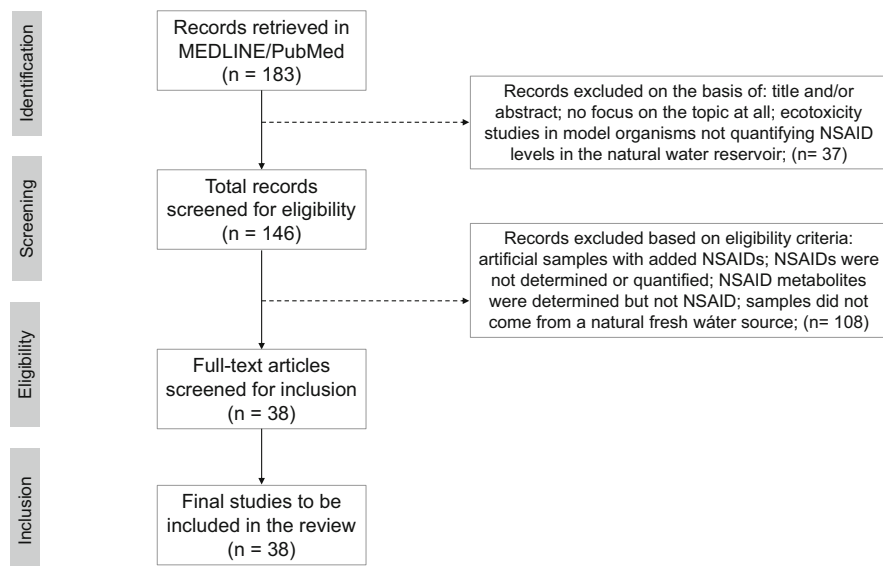 Identification
Records retrieved in
MEDLINE/PubMed
(n = 183)
Records excluded on the basis of: title and/or
abstract; no focus on the topic at all; ecotoxicity
studies in model organisms not quantifying NSAID
levels in the natural water reservoir; (n= 37)
Screening
Total records
screened for eligibility
(n = 146)
Records excluded based on eligibility criteria:
artificial samples with added NSAIDs; NSAIDs were
not determined or quantified; NSAID metabolites
were determined but not NSAID; samples did not
come from a natural fresh wáter source; (n= 108)
Eligibility
Full-text articles
screened for inclusion
(n = 38)
Inclusion
Final studies to be
included in the review
(n = 38)